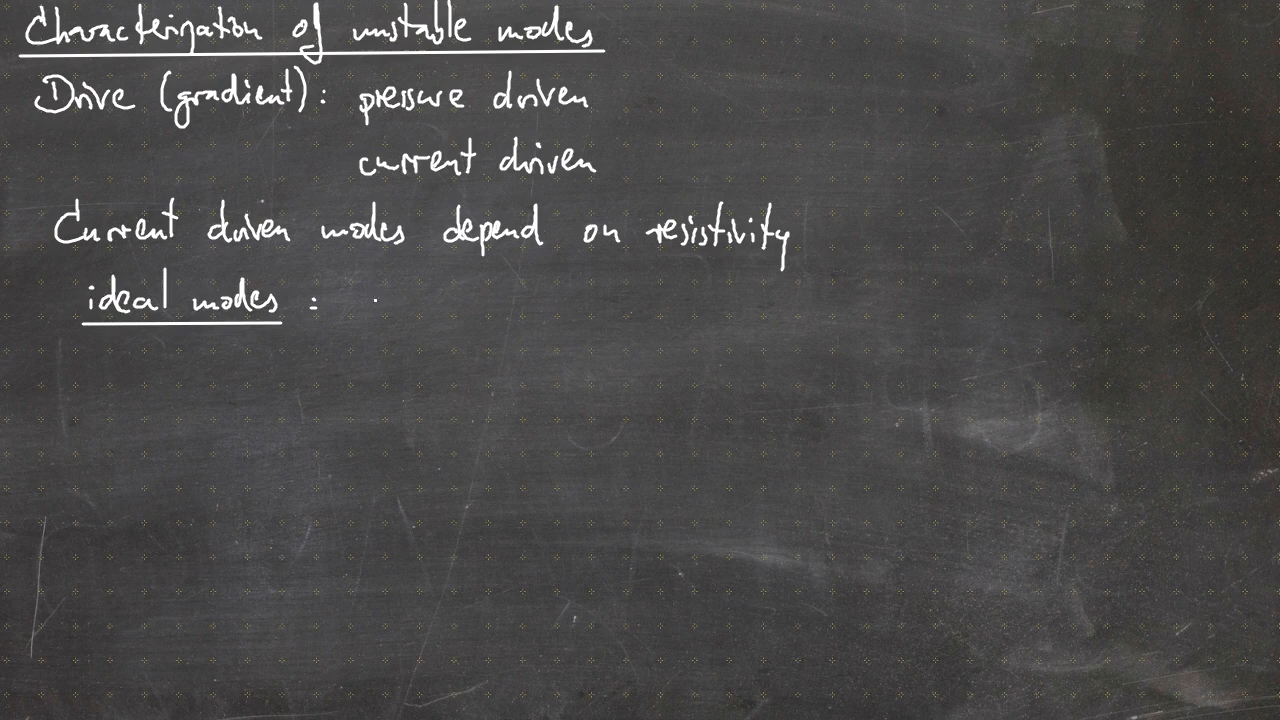 Characterization of unstable modes
Drive (gradient): pressure driven
current driven
Current driven modes depend on resistivity
ideal modes :